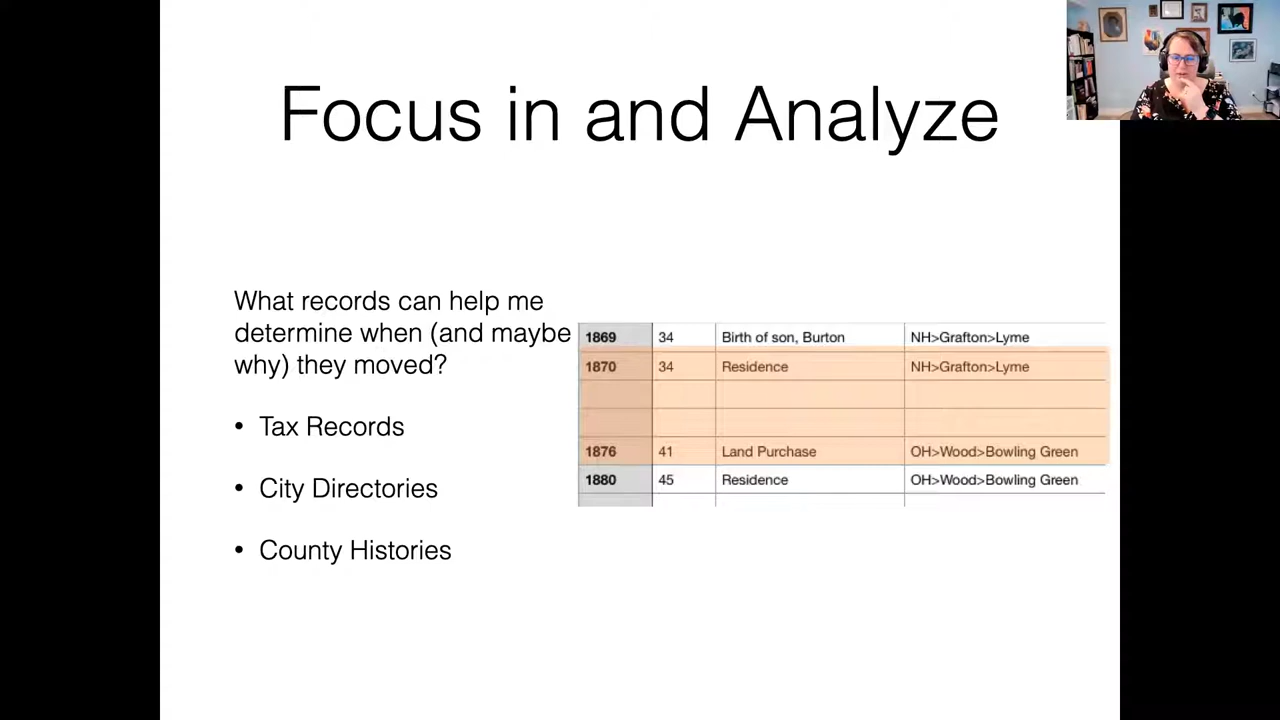 Focus in and Analyze
What records can help me
determine when (and maybe
why) they moved?
• Tax Records
• City Directories
• County Histories
1869 34 Birth of son, Burton NH>Grafton>Lyme
1870 34 Residence NH>Grafton>Lyme
1876 41 Land Purchase OH>Wood>Bowling Green
1880 45 Residence OH>Wood>Bowling Green